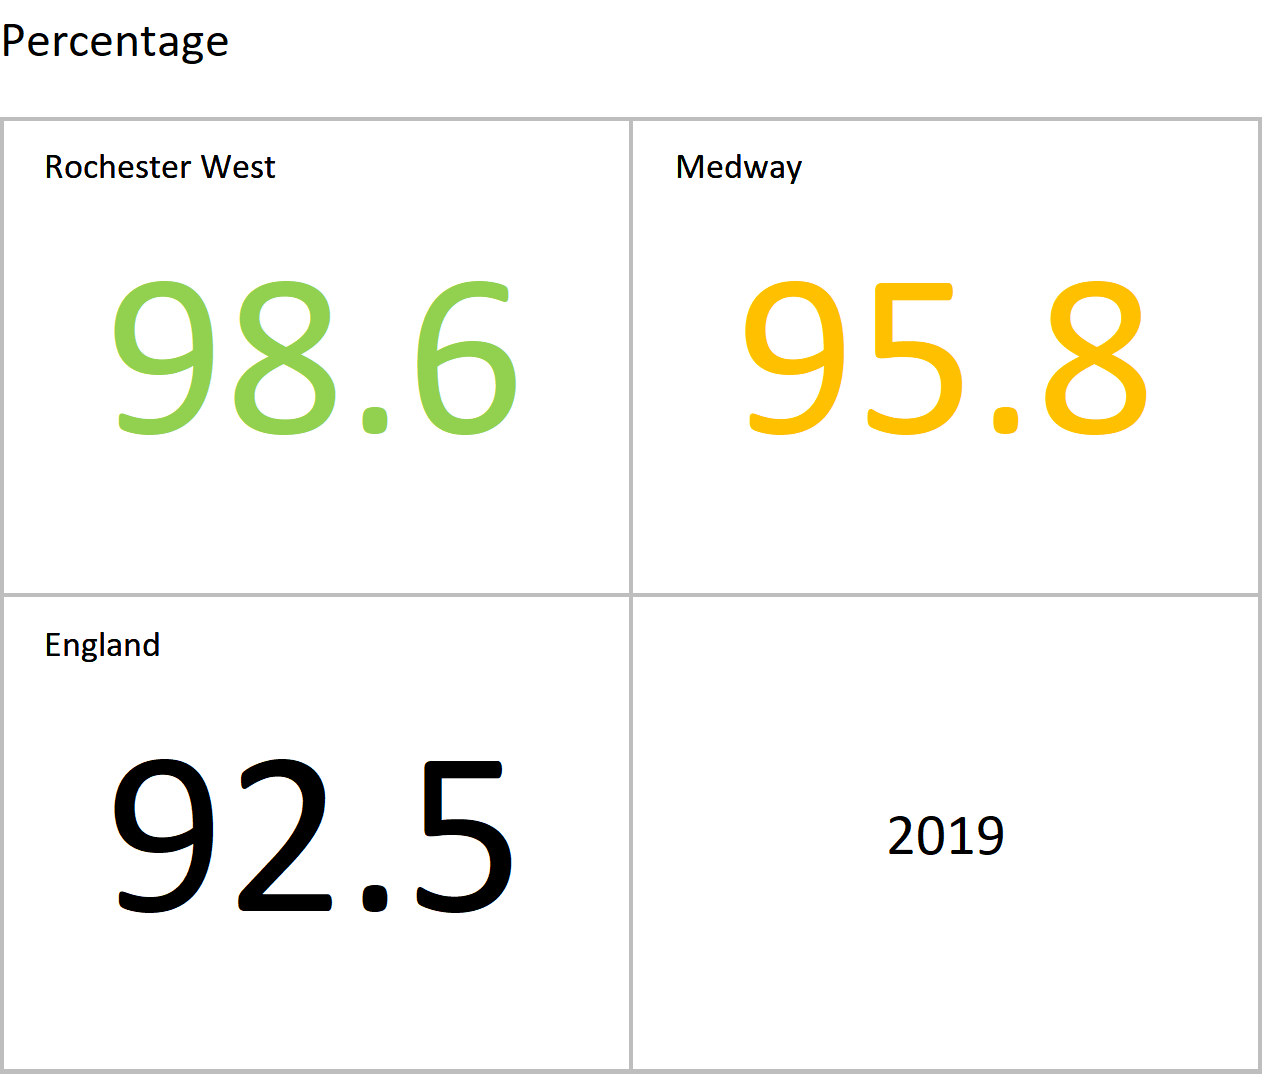 Percentage
Rochester West
98.6
Medway
95.8
England
92.5
2019